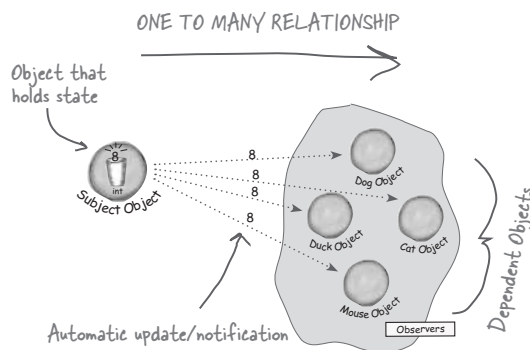 ONE TO MANY RELATIONSHIP
Object that
holds state
8
int
Subject Object
8
8
8
8
Dog Object
Duck Object
Cat Object
Mouse Object
Observers
Dependent Objects
Automatic update/notification